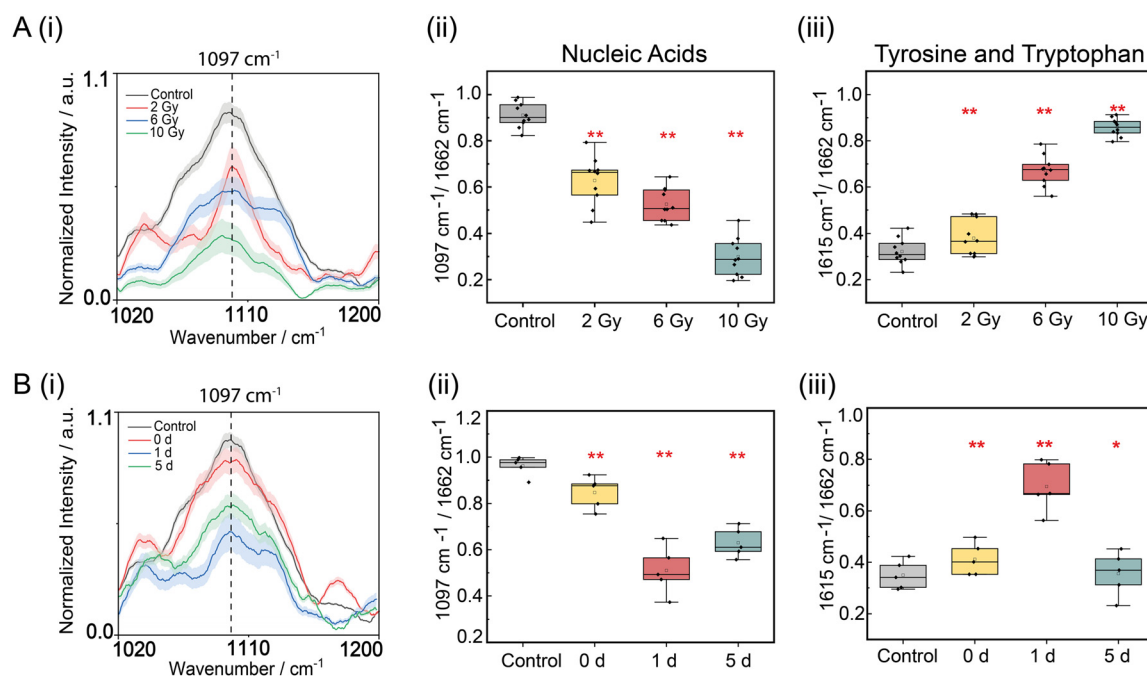 A (i)
1097 cm⁻¹
1.1
Control
2 Gy
6 Gy
10 Gy
Normalized Intensity / a.u.
0.0
1020
1110
1200
Wavenumber / cm⁻¹
(ii)
Nucleic Acids
1097 cm⁻¹/ 1662 cm⁻¹
1.0
0.8
0.6
0.4
0.2
**
**
**
Control
2 Gy
6 Gy
10 Gy
(iii)
Tyrosine and Tryptophan
1615 cm⁻¹/ 1662 cm⁻¹
1.0
0.8
0.6
0.4
0.2
**
**
**
Control
2 Gy
6 Gy
10 Gy
B (i)
1097 cm⁻¹
1.1
Control
0 d
1 d
5 d
Normalized Intensity / a.u.
0.0
1020
1110
1200
Wavenumber / cm⁻¹
(ii)
1097 cm ⁻¹ / 1662 cm⁻¹
1.2
1.0
0.8
0.6
0.4
0.2
**
**
**
Control
0 d
1 d
5 d
(iii)
1615 cm⁻¹/ 1662 cm⁻¹
1.0
0.8
0.6
0.4
0.2
**
**
*
Control
0 d
1 d
5 d